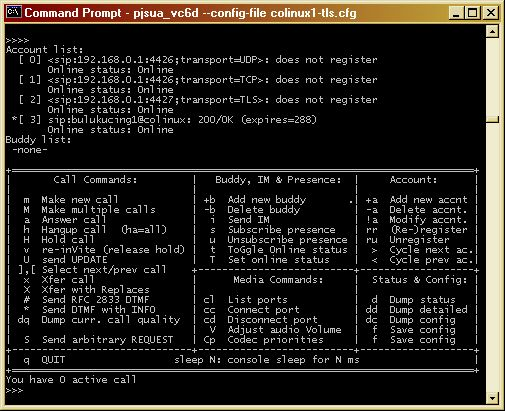 Command Prompt - pjsua_vc6d --config-file colinux1-tls.cfg
>>>>
Account list:
[ 0] <sip:192.168.0.1:4426;transport=UDP>: does not register
Online status: Online
[ 1] <sip:192.168.0.1:4426;transport=TCP>: does not register
Online status: Online
[ 2] <sip:192.168.0.1:4427;transport=TLS>: does not register
Online status: Online
*[ 3] sip:bulukucing1@colinux: 200/OK (expires=288)
Online status: Online
Buddy list:
-none-
Call Commands: | Buddy, IM & Presence: | Account:
m Make new call | +b Add new buddy .| +a Add new accnt
M Make multiple calls | -b Delete buddy | -a Delete accnt.
a Answer call | i Send IM | !a Modify accnt.
h Hangup call (ha=all) | s Subscribe presence | rr (Re-)register
H Hold call | u Unsubscribe presence | ru Unregister
v re-inVite (release hold) | t ToGgle Online status | > Cycle next ac.
U send UPDATE | T Set online status | < Cycle prev ac.
],[ Select next/prev call
x Xfer call | Media Commands: | Status & Config:
X Xfer with Replaces
# Send RFC 2833 DTMF | cl List ports | d Dump status
* Send DTMF with INFO | cc Connect port | dd Dump detailed
dq Dump curr. call quality | cd Disconnect port | dc Dump config
V Adjust audio Volume | f Save config
S Send arbitrary REQUEST | Cp Codec priorities | f Save config
q QUIT sleep N: console sleep for N ms
You have 0 active call
>>>